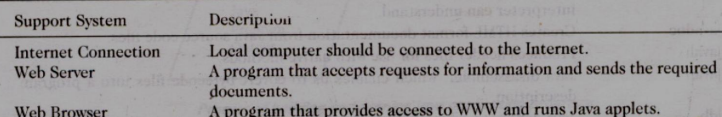 Support System Description
Internet Connection Local computer should be connected to the Internet.
Web Server A program that accepts requests for information and sends the required
documents.
Web Browser A program that provides access to WWW and runs Java applets.